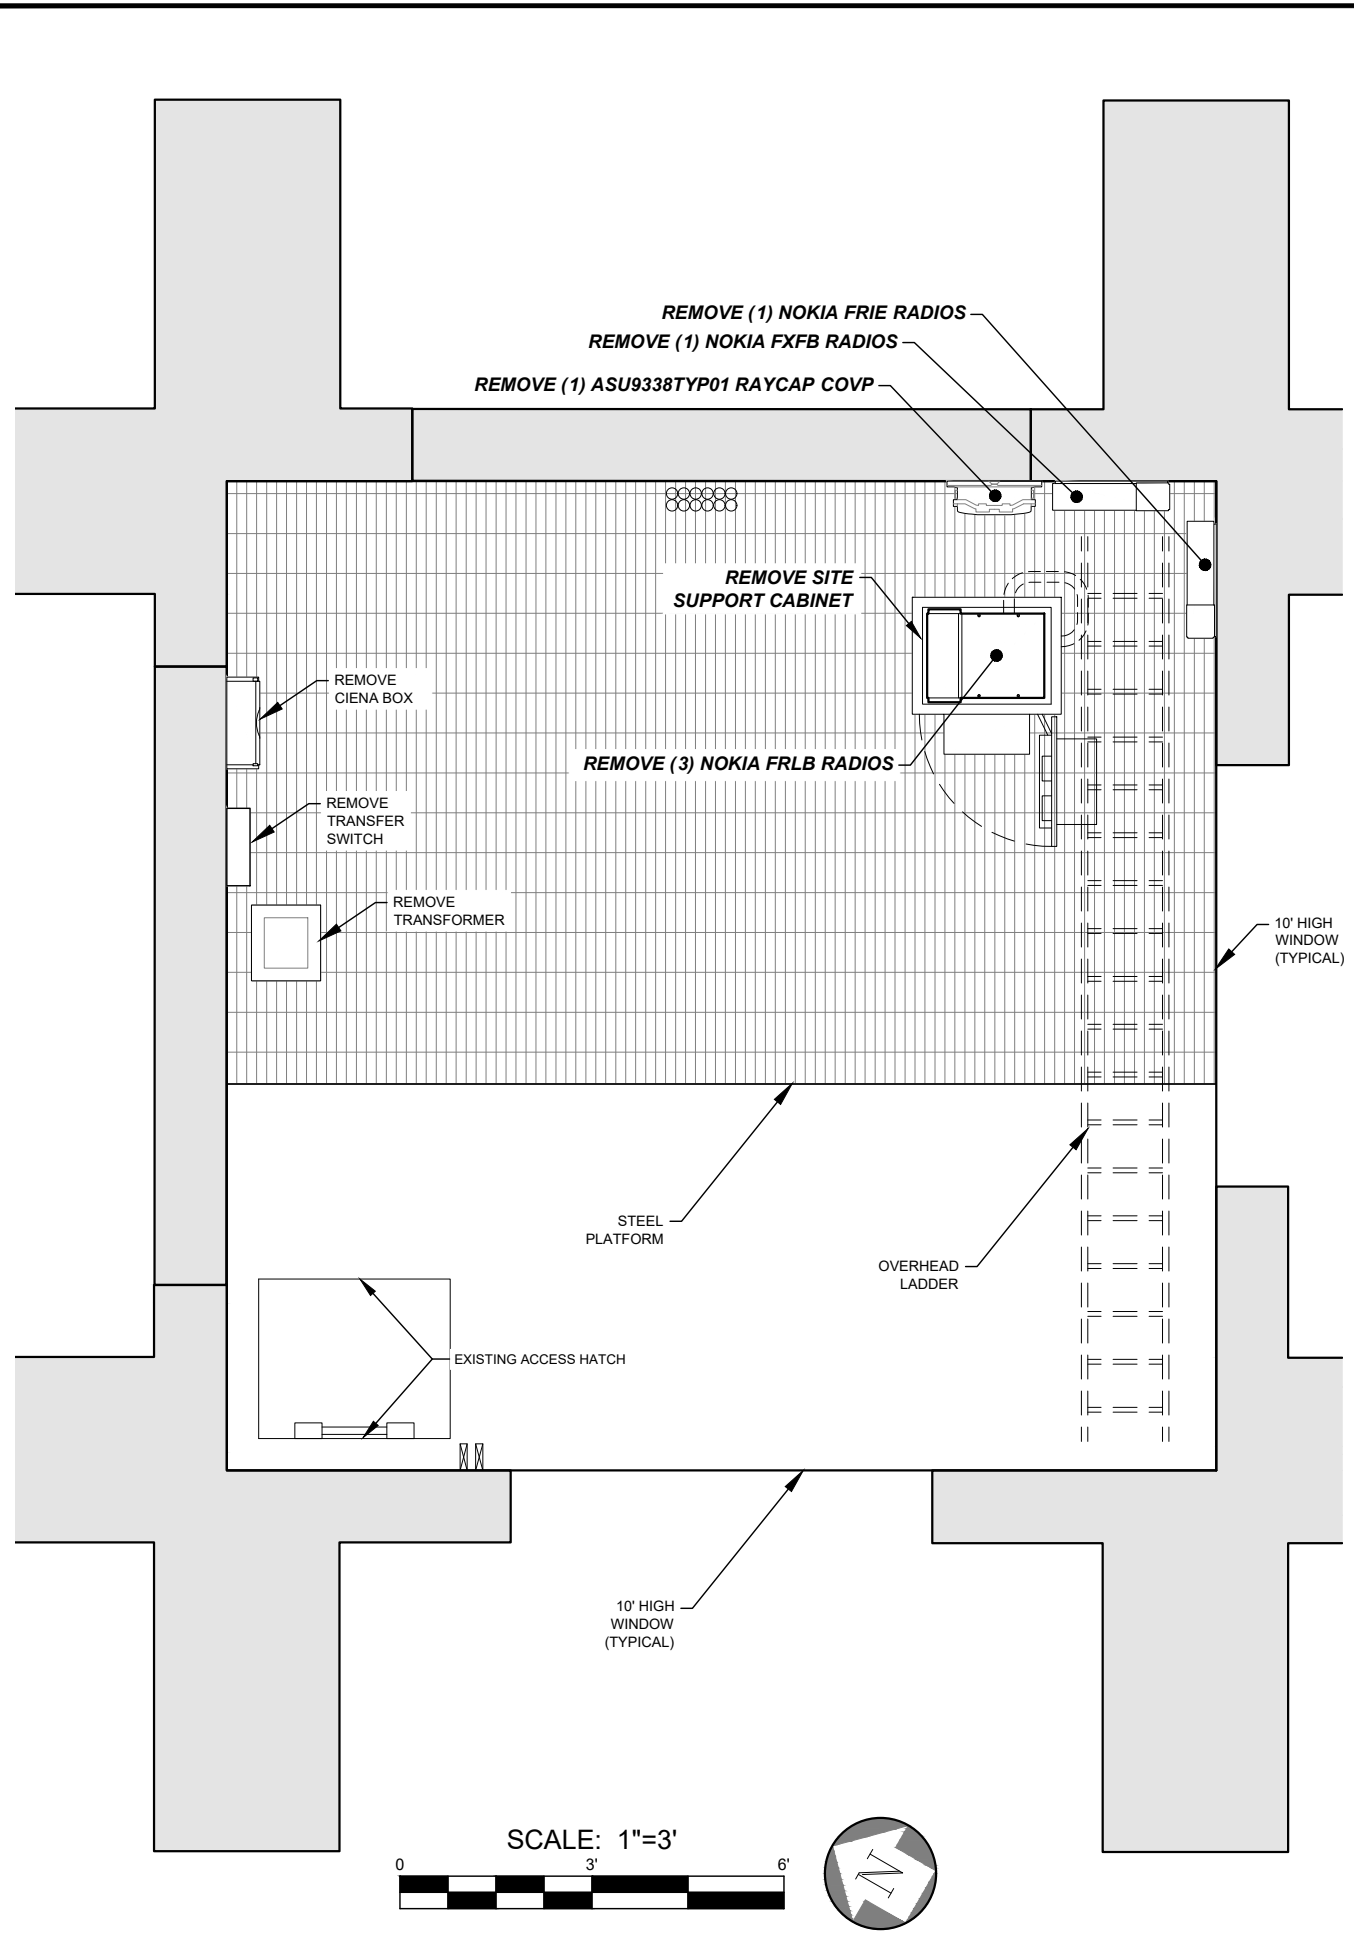 REMOVE (1) NOKIA FRIE RADIOS
REMOVE (1) NOKIA FXFB RADIOS
REMOVE (1) ASU9338TYP01 RAYCAP COVP
REMOVE SITE
SUPPORT CABINET
REMOVE
CIENA BOX
REMOVE (3) NOKIA FRLB RADIOS
REMOVE
TRANSFER
SWITCH
REMOVE
TRANSFORMER
10' HIGH
WINDOW
(TYPICAL)
STEEL
PLATFORM
OVERHEAD
LADDER
EXISTING ACCESS HATCH
10' HIGH
WINDOW
(TYPICAL)
SCALE: 1"=3'
0 3' 6'
N